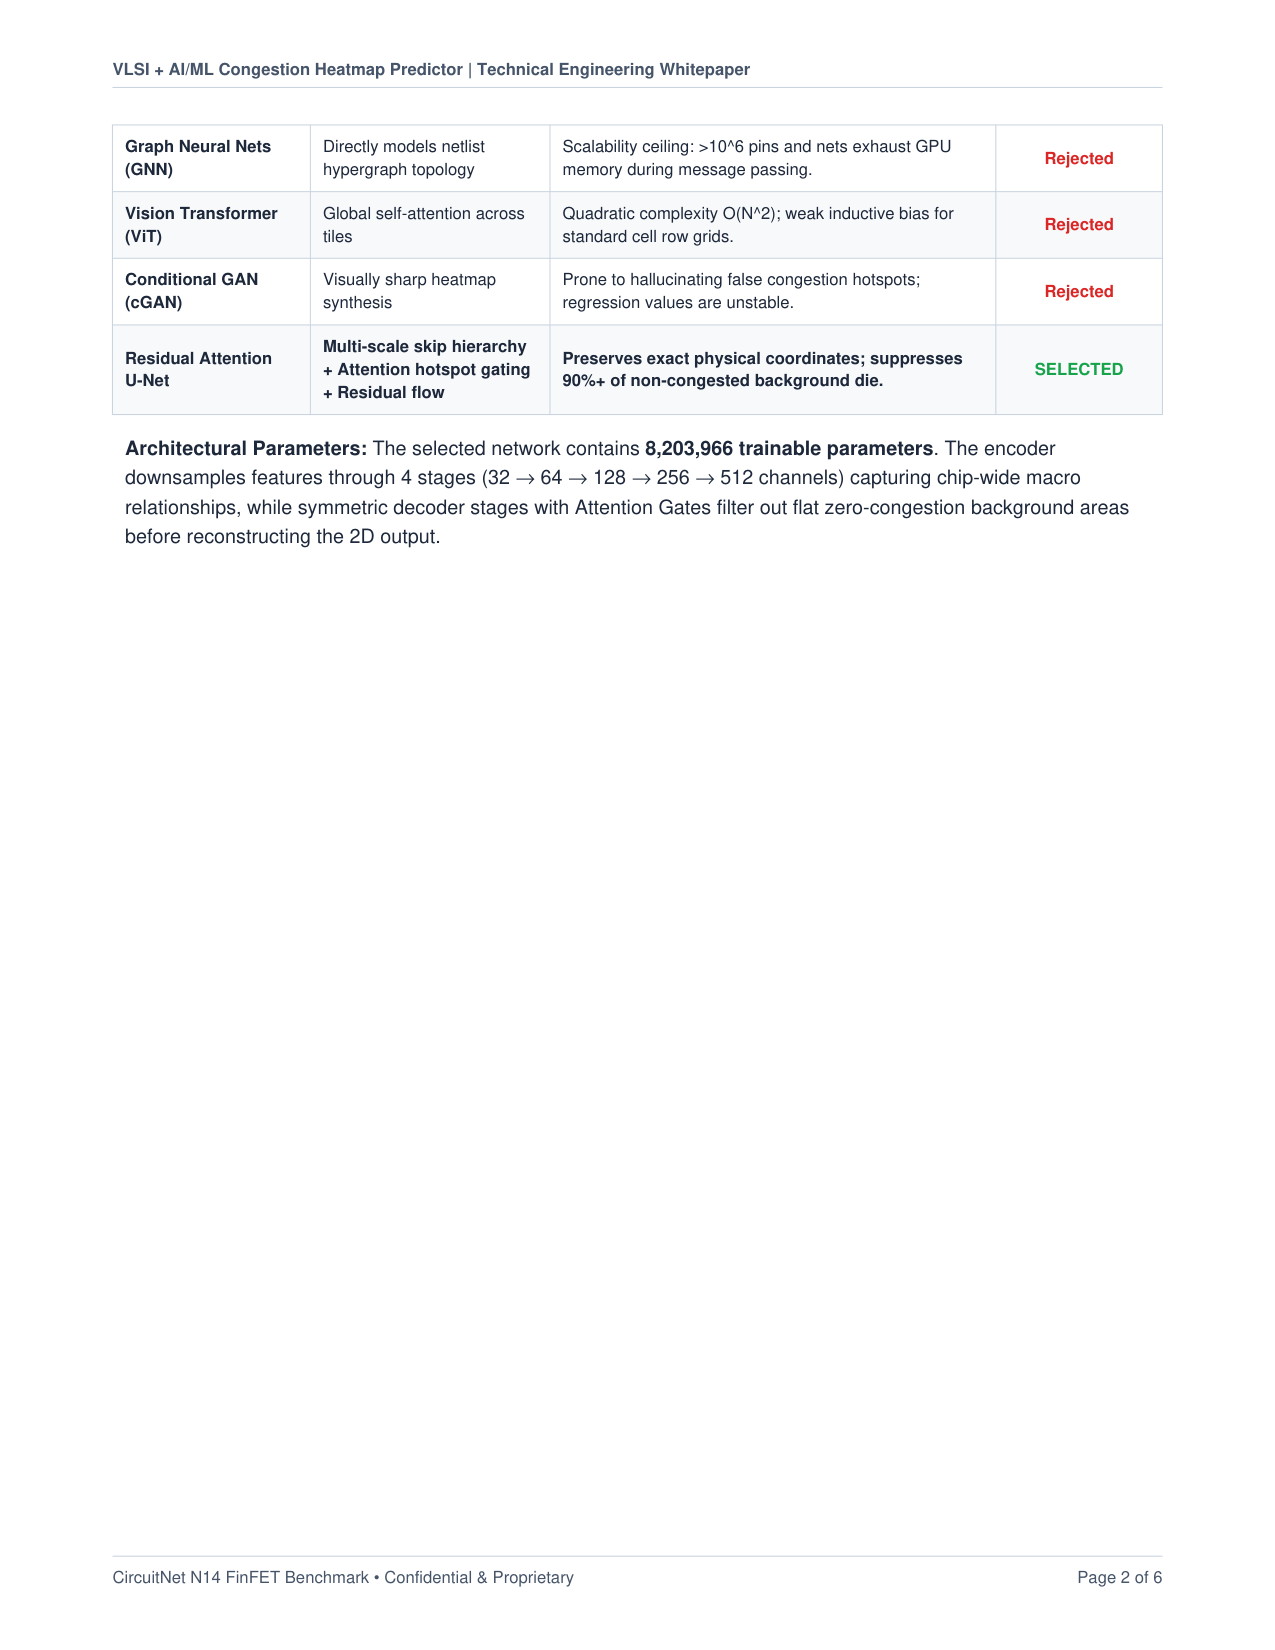 VLSI + AI/ML Congestion Heatmap Predictor | Technical Engineering Whitepaper
Graph Neural Nets
(GNN)
Directly models netlist
hypergraph topology
Scalability ceiling: >10^6 pins and nets exhaust GPU
memory during message passing.
Rejected
Vision Transformer
(ViT)
Global self-attention across
tiles
Quadratic complexity O(N^2); weak inductive bias for
standard cell row grids.
Rejected
Conditional GAN
(cGAN)
Visually sharp heatmap
synthesis
Prone to hallucinating false congestion hotspots;
regression values are unstable.
Rejected
Residual Attention
U-Net
Multi-scale skip hierarchy
+ Attention hotspot gating
+ Residual flow
Preserves exact physical coordinates; suppresses
90%+ of non-congested background die.
SELECTED
Architectural Parameters: The selected network contains 8,203,966 trainable parameters. The encoder
downsamples features through 4 stages (32 → 64 → 128 → 256 → 512 channels) capturing chip-wide macro
relationships, while symmetric decoder stages with Attention Gates filter out flat zero-congestion background areas
before reconstructing the 2D output.
CircuitNet N14 FinFET Benchmark • Confidential & Proprietary
Page 2 of 6